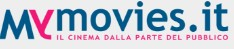 MYmovies.it
IL CINEMA DALLA PARTE DEL PUBBLICO